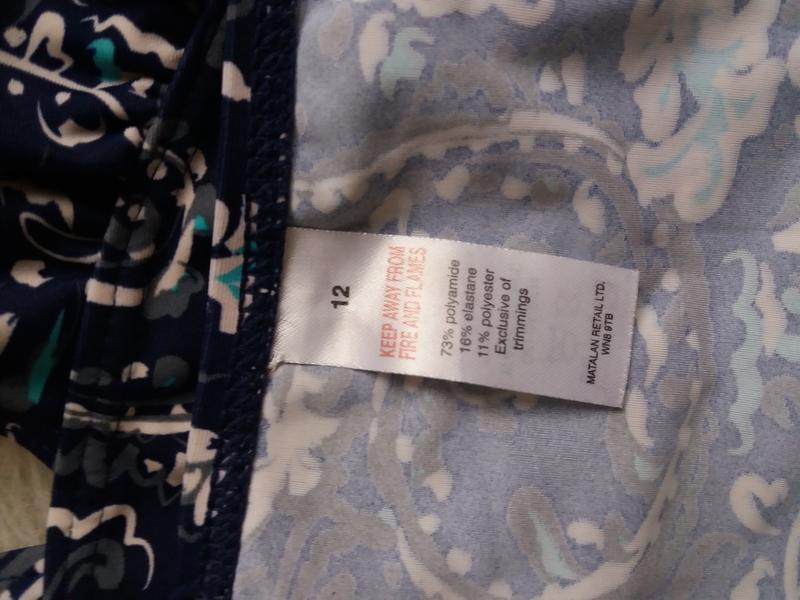 12
KEEP AWAY FROM
FIRE AND FLAMES
73% polyamide
16% elastane
11% polyester
Exclusive of
trimmings
MATALAN RETAIL LTD,
WN8 9TB